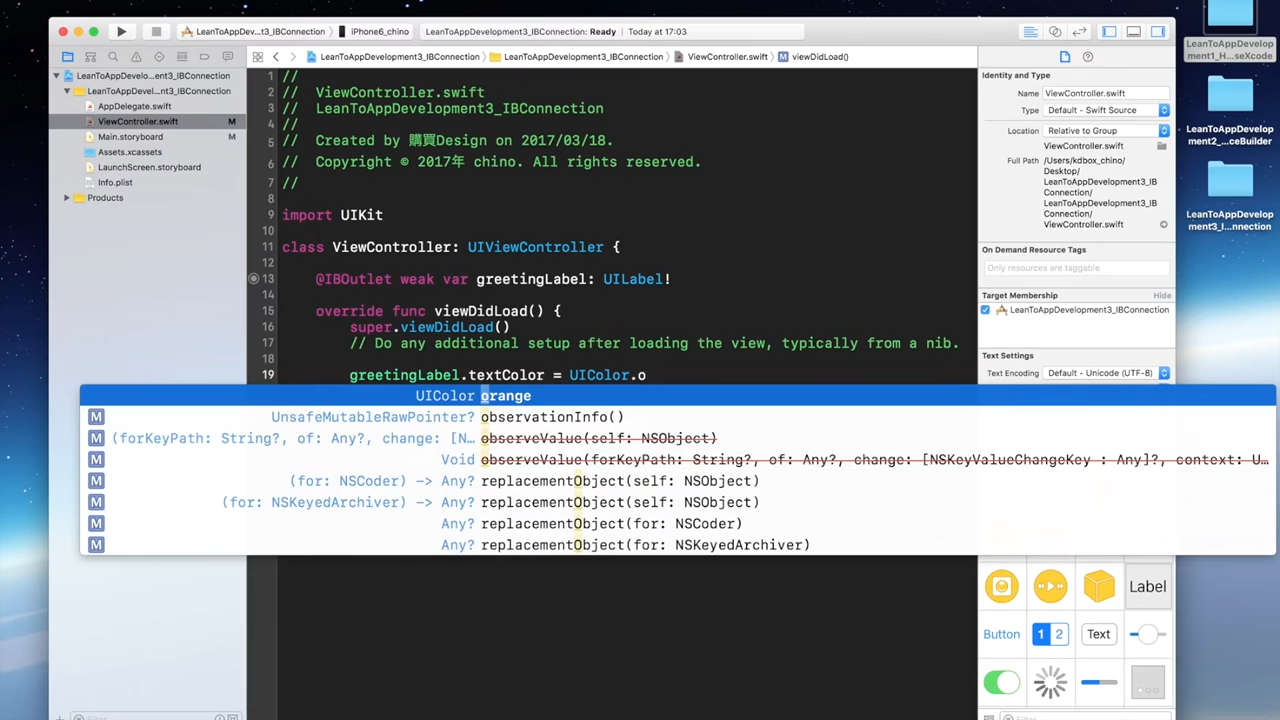 LeanToAppDev...t3_IBConnection
iPhone6_chino
LeanToAppDevelopment3_IBConnection: Ready
Today at 17:03
LeanToAppDevelop...ent3_IBConnection
LeanToAppDevel...nt3_IBConnection
AppDelegate.swift
ViewController.swift
M
Main.storyboard
M
Assets.xcassets
LaunchScreen.storyboard
Info.plist
Products
LeanToAppDevelopment3_IBConnection
LeanToAppDevelopment3_IBConnection
ViewController.swift
viewDidLoad()
1 //
2 // ViewController.swift
3 // LeanToAppDevelopment3_IBConnection
4 //
5 // Created by 購買Design on 2017/03/18.
6 // Copyright © 2017年 chino. All rights reserved.
7 //
8
9 import UIKit
10
11 class ViewController: UIViewController {
12
13 @IBOutlet weak var greetingLabel: UILabel!
14
15 override func viewDidLoad() {
16 super.viewDidLoad()
17 // Do any additional setup after loading the view, typically from a nib.
18
19 greetingLabel.textColor = UIColor.o
UIColor orange
M UnsafeMutableRawPointer? observationInfo()
M (forKeyPath: String?, of: Any?, change: [N... observeValue(self: NSObject)
M Void observeValue(forKeyPath: String?, of: Any?, change: [NSKeyValueChangeKey : Any]?, context: U...
M (for: NSCoder) -> Any? replacementObject(self: NSObject)
M (for: NSKeyedArchiver) -> Any? replacementObject(self: NSObject)
M Any? replacementObject(for: NSCoder)
M Any? replacementObject(for: NSKeyedArchiver)
Identity and Type
Name ViewController.swift
Type Default - Swift Source
Location Relative to Group
ViewController.swift
Full Path /Users/kdbox_chino/
Desktop/
LeanToAppDevelopment3_IB
Connection/
LeanToAppDevelopment3_IB
Connection/
ViewController.swift
On Demand Resource Tags
Only resources are taggable
Target Membership Hide
LeanToAppDevelopment3_IBConnection
Text Settings
Text Encoding Default - Unicode (UTF-8)
Label
Button
1 2
Text
Filter
Filter
LeanToAppDevelop
ment1_H...seXcode
LeanToAppDevelop
ment2_...ceBuilder
LeanToAppDevelop
ment3_I...nnection